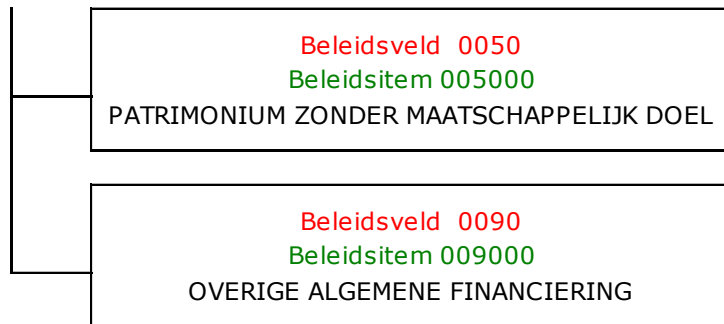 Beleidsveld 0050
Beleidsitem 005000
PATRIMONIUM ZONDER MAATSCHAPPELIJK DOEL
Beleidsveld 0090
Beleidsitem 009000
OVERIGE ALGEMENE FINANCIERING